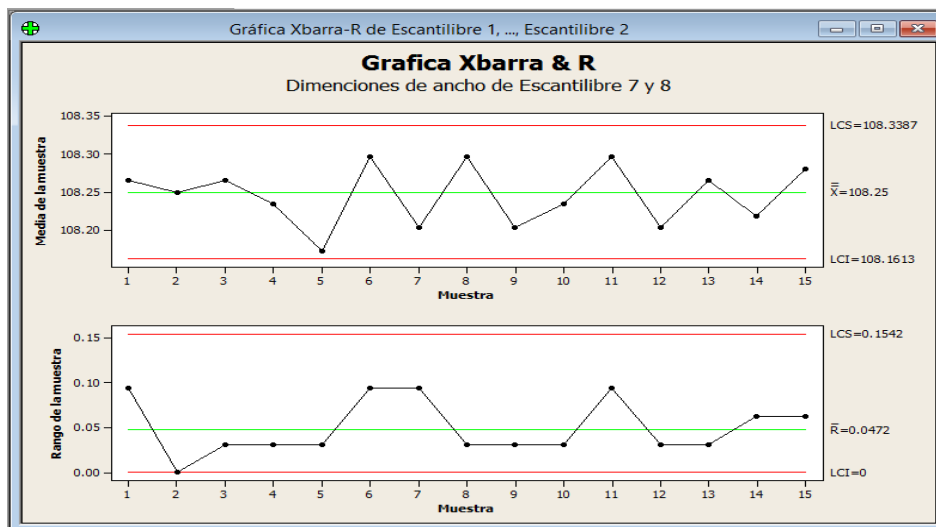 Gráfica Xbarra-R de Escantilibre 1, ..., Escantilibre 2
Grafica Xbarra & R
Dimenciones de ancho de Escantilibre 7 y 8
Media de la muestra
108.35
108.30
108.25
108.20
LCS=108.3387
X=108.25
LCI=108.1613
1 2 3 4 5 6 7 8 9 10 11 12 13 14 15
Muestra
Rango de la muestra
0.15
0.10
0.05
0.00
LCS=0.1542
R=0.0472
LCI=0
1 2 3 4 5 6 7 8 9 10 11 12 13 14 15
Muestra